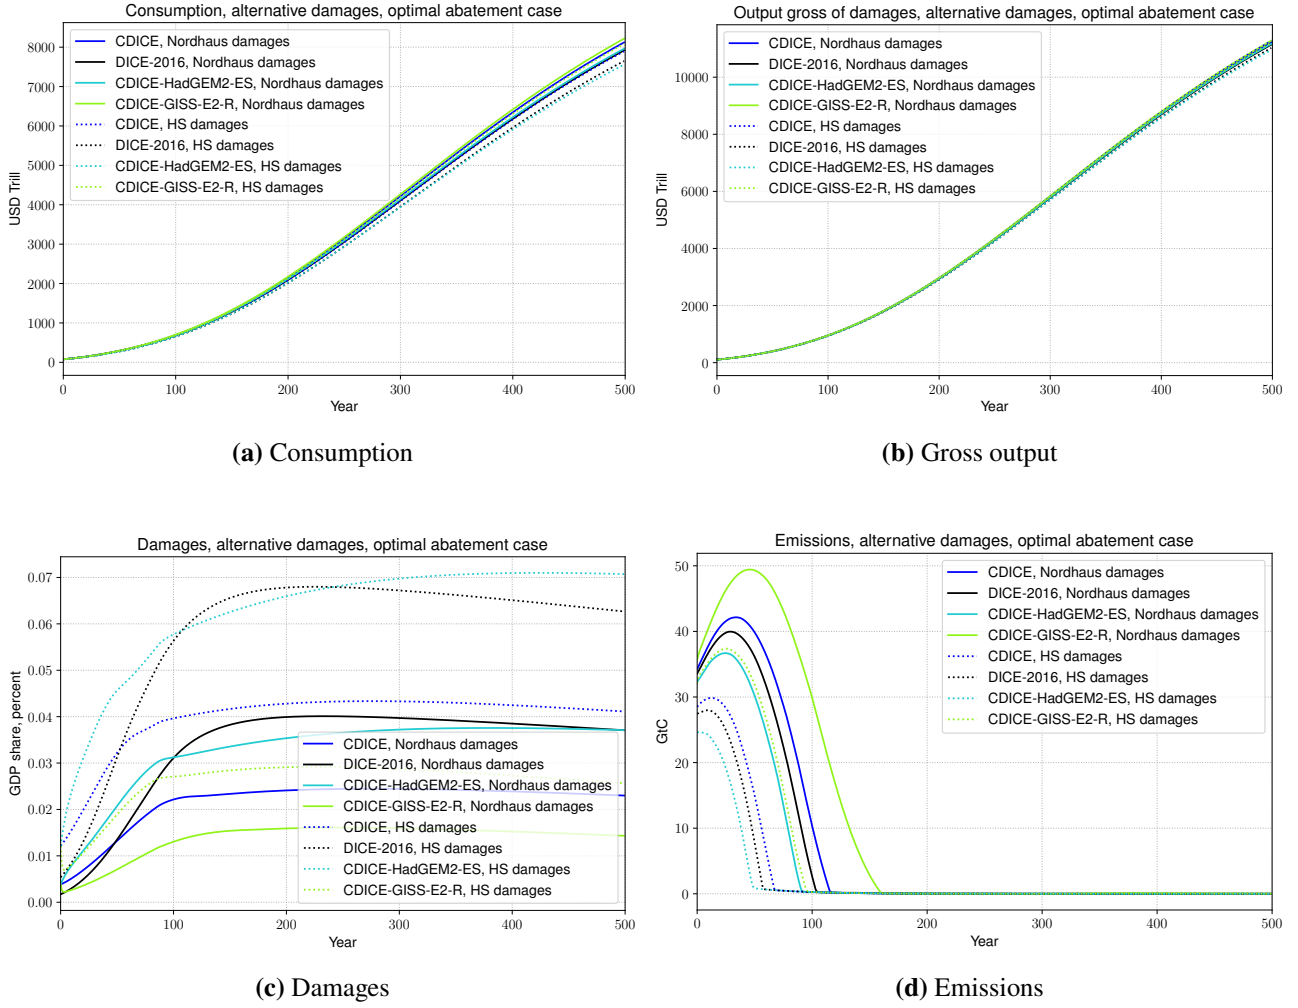 Consumption, alternative damages, optimal abatement case
CDICE, Nordhaus damages
DICE-2016, Nordhaus damages
CDICE-HadGEM2-ES, Nordhaus damages
CDICE-GISS-E2-R, Nordhaus damages
CDICE, HS damages
DICE-2016, HS damages
CDICE-HadGEM2-ES, HS damages
CDICE-GISS-E2-R, HS damages
USD Trill
8000
7000
6000
5000
4000
3000
2000
1000
0
0 100 200 300 400 500
Year
(a) Consumption
Output gross of damages, alternative damages, optimal abatement case
CDICE, Nordhaus damages
DICE-2016, Nordhaus damages
CDICE-HadGEM2-ES, Nordhaus damages
CDICE-GISS-E2-R, Nordhaus damages
CDICE, HS damages
DICE-2016, HS damages
CDICE-HadGEM2-ES, HS damages
CDICE-GISS-E2-R, HS damages
USD Trill
10000
8000
6000
4000
2000
0
0 100 200 300 400 500
Year
(b) Gross output
Damages, alternative damages, optimal abatement case
GDP share, percent
0.07
0.06
0.05
0.04
0.03
0.02
0.01
0.00
CDICE, Nordhaus damages
DICE-2016, Nordhaus damages
CDICE-HadGEM2-ES, Nordhaus damages
CDICE-GISS-E2-R, Nordhaus damages
CDICE, HS damages
DICE-2016, HS damages
CDICE-HadGEM2-ES, HS damages
CDICE-GISS-E2-R, HS damages
0 100 200 300 400 500
Year
(c) Damages
Emissions, alternative damages, optimal abatement case
CDICE, Nordhaus damages
DICE-2016, Nordhaus damages
CDICE-HadGEM2-ES, Nordhaus damages
CDICE-GISS-E2-R, Nordhaus damages
CDICE, HS damages
DICE-2016, HS damages
CDICE-HadGEM2-ES, HS damages
CDICE-GISS-E2-R, HS damages
GtC
50
40
30
20
10
0
0 100 200 300 400 500
Year
(d) Emissions